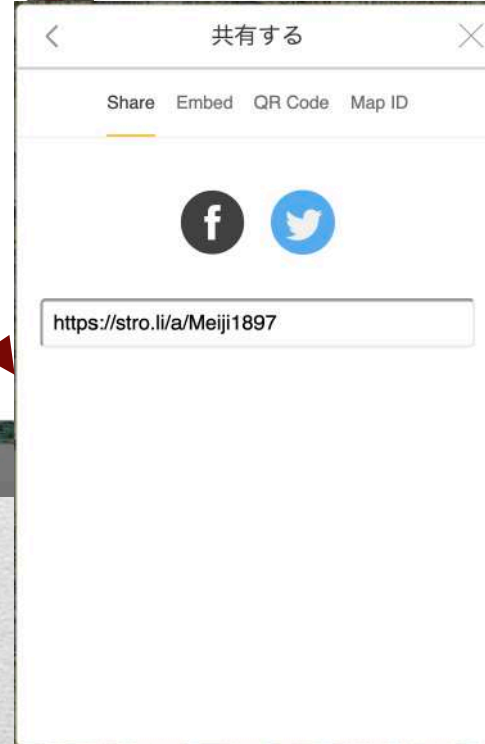 共有する
Share Embed QR Code Map ID
f
https://stro.li/a/Meiji1897